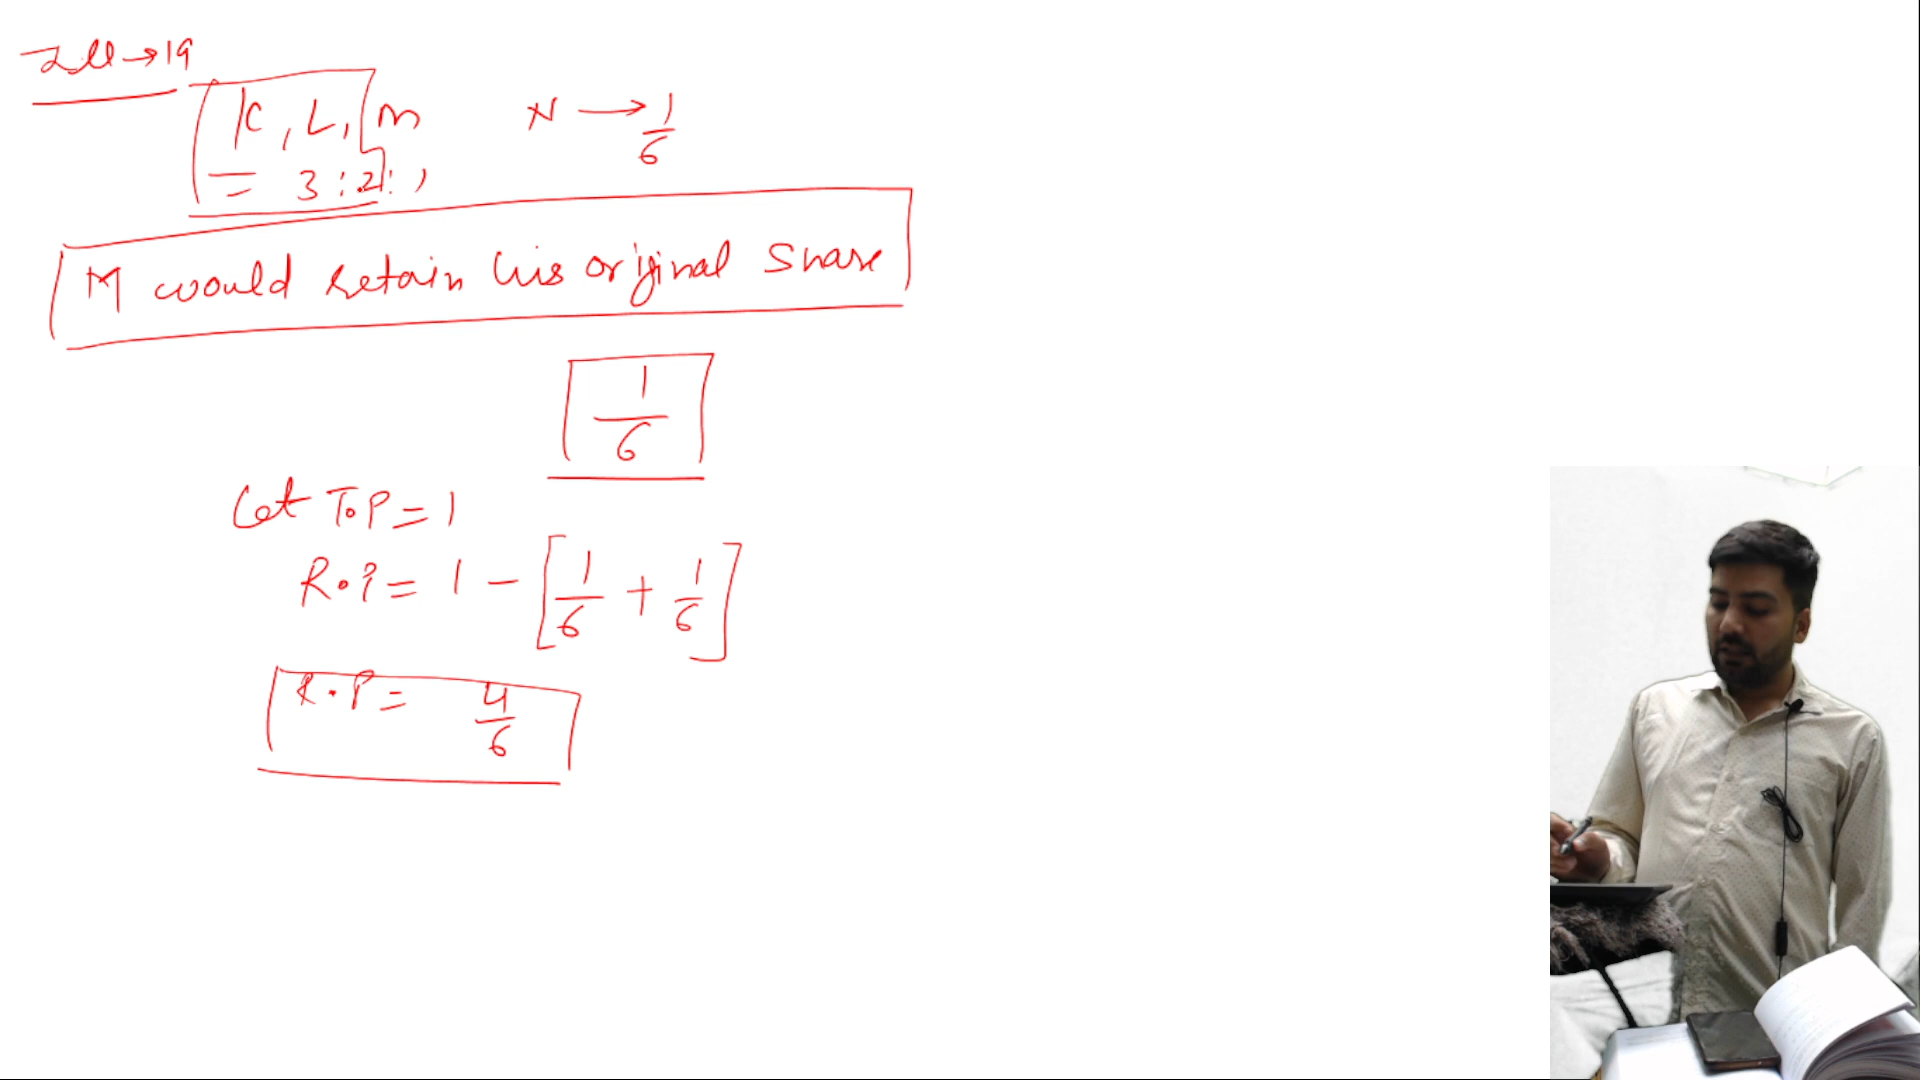 Ill → 19
K, L, M N → 1/6
= 3:2:1
M would retain his original share
1/6
Let T.P = 1
R.P = 1 - [1/6 + 1/6]
R.P = 4/6